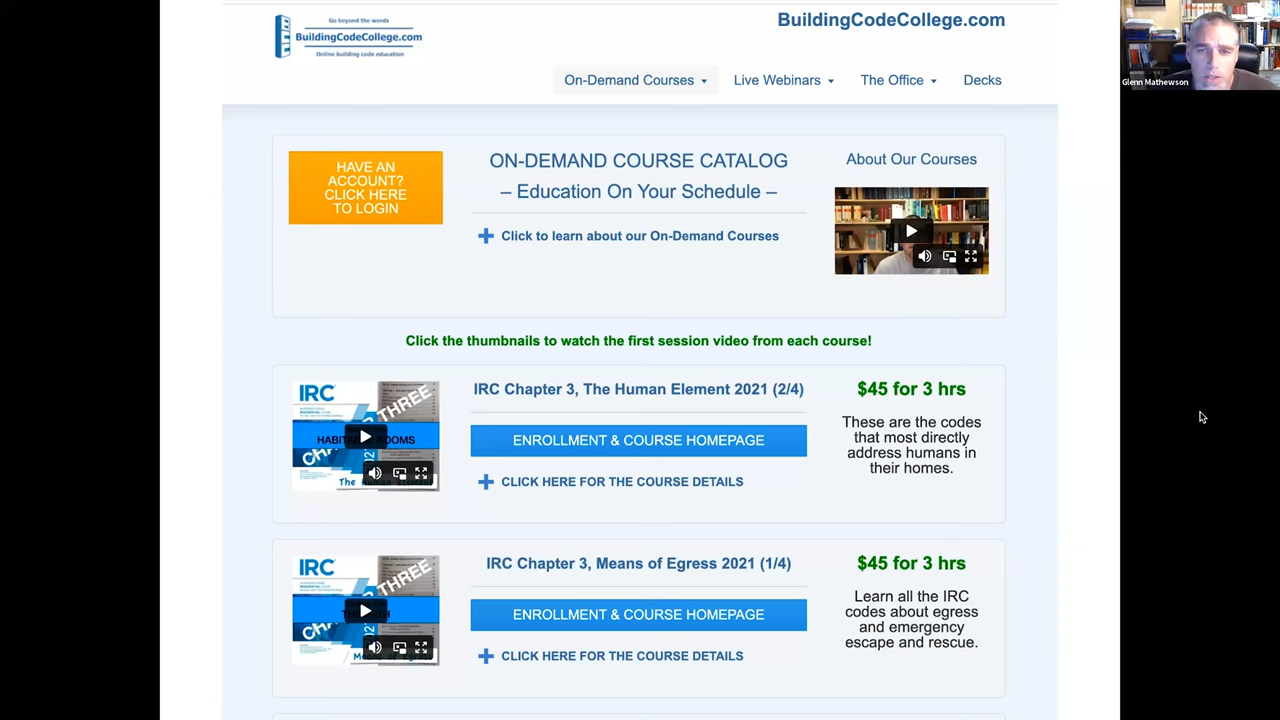 Go beyond the words
BuildingCodeCollege.com
Online building code education
BuildingCodeCollege.com
On-Demand Courses
Live Webinars
The Office
Decks
Glenn Mathewson
HAVE AN
ACCOUNT?
CLICK HERE
TO LOGIN
ON-DEMAND COURSE CATALOG
– Education On Your Schedule –
Click to learn about our On-Demand Courses
About Our Courses
Click the thumbnails to watch the first session video from each course!
IRC
THREE
The Human Element
IRC Chapter 3, The Human Element 2021 (2/4)
ENROLLMENT & COURSE HOMEPAGE
CLICK HERE FOR THE COURSE DETAILS
$45 for 3 hrs
These are the codes
that most directly
address humans in
their homes.
IRC
THREE
Means of Egress
IRC Chapter 3, Means of Egress 2021 (1/4)
ENROLLMENT & COURSE HOMEPAGE
CLICK HERE FOR THE COURSE DETAILS
$45 for 3 hrs
Learn all the IRC
codes about egress
and emergency
escape and rescue.